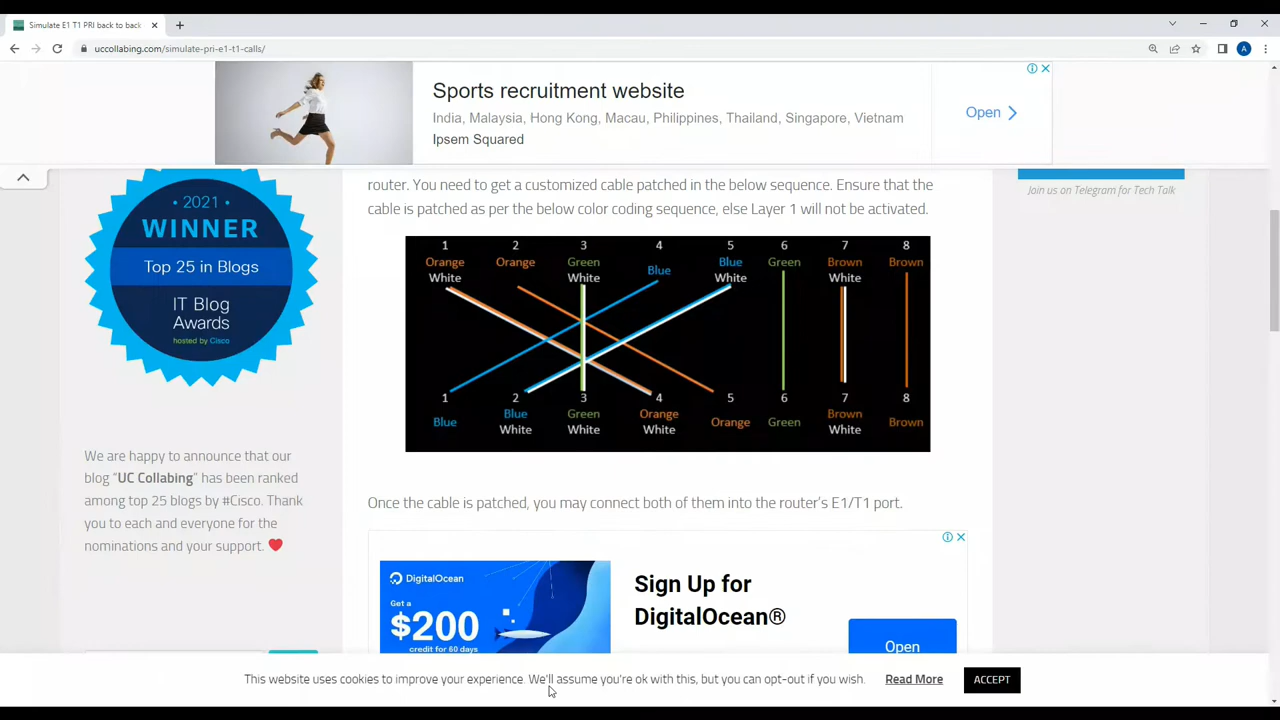 Simulate E1 T1 PRI back to back
uccollabing.com/simulate-pri-e1-t1-calls/
A
Sports recruitment website
India, Malaysia, Hong Kong, Macau, Philippines, Thailand, Singapore, Vietnam
Ipsem Squared
Open
• 2021 •
WINNER
Top 25 in Blogs
IT Blog
Awards
hosted by Cisco
We are happy to announce that our
blog “UC Collabing” has been ranked
among top 25 blogs by #Cisco. Thank
you to each and everyone for the
nominations and your support.
router. You need to get a customized cable patched in the below sequence. Ensure that the
cable is patched as per the below color coding sequence, else Layer 1 will not be activated.
1 2 3 4 5 6 7 8
Orange Orange Green Blue Blue Green Brown Brown
White White White White
1 2 3 4 5 6 7 8
Blue Blue Green Orange Orange Green Brown Brown
White White White White
Once the cable is patched, you may connect both of them into the router’s E1/T1 port.
DigitalOcean
Get a
$200
credit for 60 days
Sign Up for
DigitalOcean®
Open
Join us on Telegram for Tech Talk
This website uses cookies to improve your experience. We'll assume you're ok with this, but you can opt-out if you wish. Read More ACCEPT